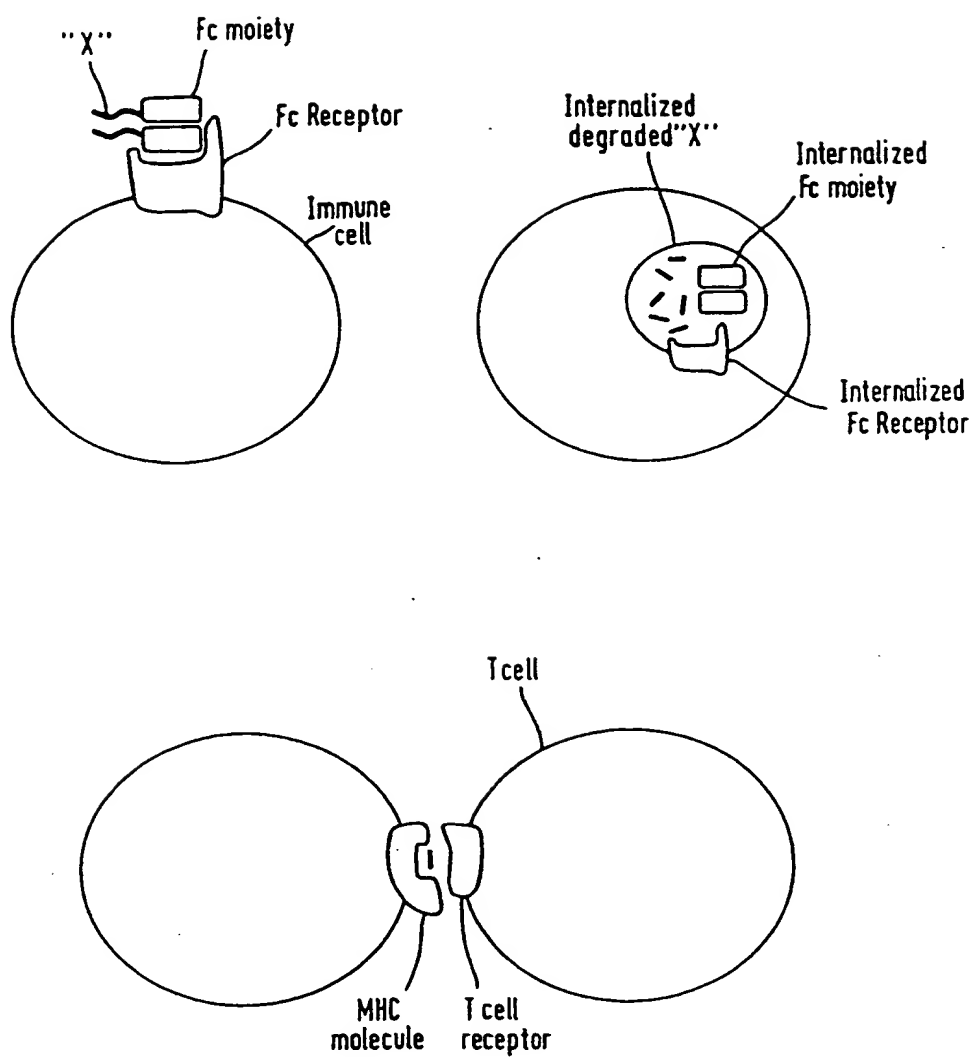 "X"
Fc moiety
Fc Receptor
Immune
cell
Internalized
degraded "X"
Internalized
Fc moiety
Internalized
Fc Receptor
T cell
MHC
molecule
T cell
receptor